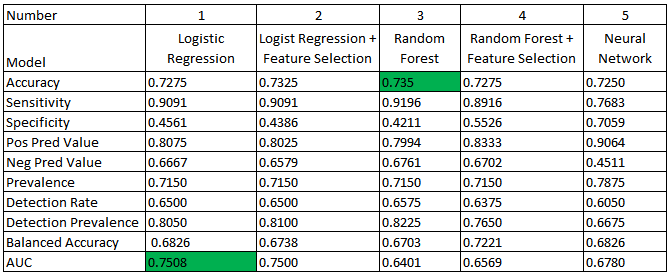 Number 1 2 3 4 5
Model Logistic Regression Logist Regression + Feature Selection Random Forest Random Forest + Feature Selection Neural Network
Accuracy 0.7275 0.7325 0.735 0.7275 0.7250
Sensitivity 0.9091 0.9091 0.9196 0.8916 0.7683
Specificity 0.4561 0.4386 0.4211 0.5526 0.7059
Pos Pred Value 0.8075 0.8025 0.7994 0.8333 0.9064
Neg Pred Value 0.6667 0.6579 0.6761 0.6702 0.4511
Prevalence 0.7150 0.7150 0.7150 0.7150 0.7875
Detection Rate 0.6500 0.6500 0.6575 0.6375 0.6050
Detection Prevalence 0.8050 0.8100 0.8225 0.7650 0.6675
Balanced Accuracy 0.6826 0.6738 0.6703 0.7221 0.6826
AUC 0.7508 0.7500 0.6401 0.6569 0.6780